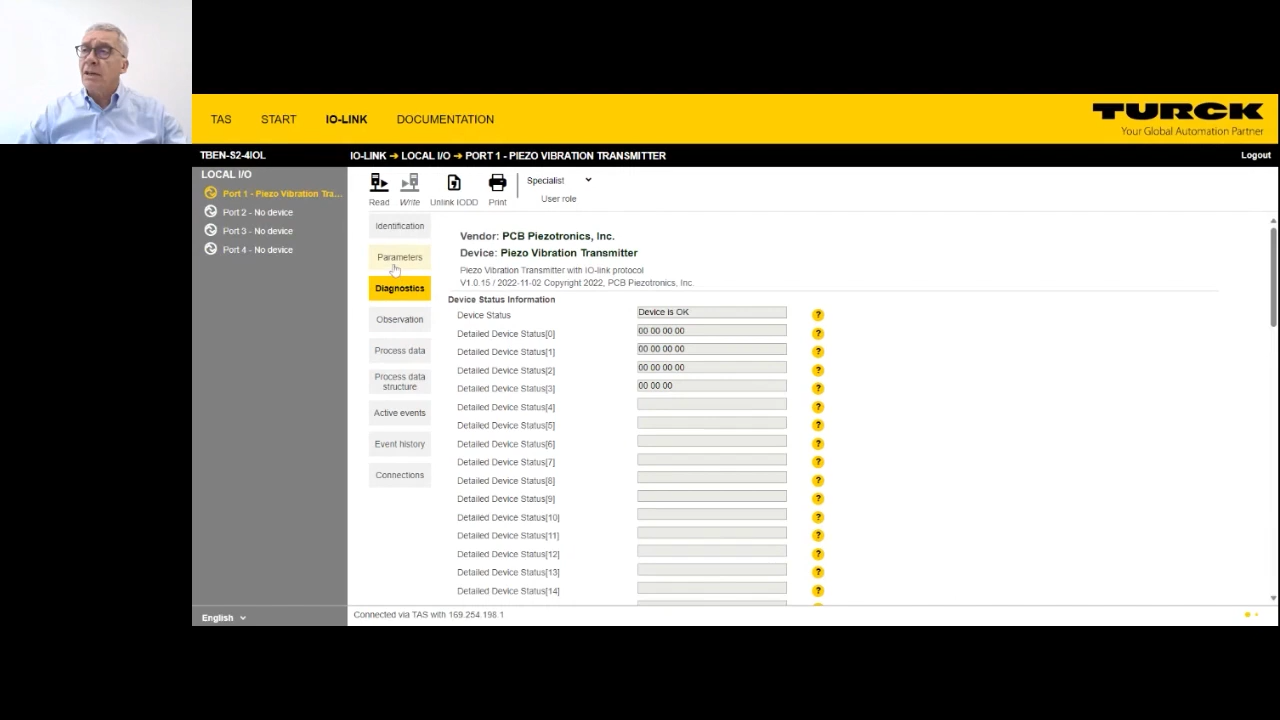 TAS START IO-LINK DOCUMENTATION
TURCK
Your Global Automation Partner
TBEN-S2-4IOL
IO-LINK ➔ LOCAL I/O ➔ PORT 1 - PIEZO VIBRATION TRANSMITTER
Logout
LOCAL I/O
Port 1 - Piezo Vibration Tra...
Port 2 - No device
Port 3 - No device
Port 4 - No device
Read Write Unlink IODD Print
Specialist
User role
Identification
Parameters
Diagnostics
Observation
Process data
Process data
structure
Active events
Event history
Connections
Vendor: PCB Piezotronics, Inc.
Device: Piezo Vibration Transmitter
Piezo Vibration Transmitter with IO-link protocol
V1.0.15 / 2022-11-02 Copyright 2022, PCB Piezotronics, Inc.
Device Status Information
Device Status Device is OK ?
Detailed Device Status[0] 00 00 00 00 ?
Detailed Device Status[1] 00 00 00 00 ?
Detailed Device Status[2] 00 00 00 00 ?
Detailed Device Status[3] 00 00 00 ?
Detailed Device Status[4] ?
Detailed Device Status[5] ?
Detailed Device Status[6] ?
Detailed Device Status[7] ?
Detailed Device Status[8] ?
Detailed Device Status[9] ?
Detailed Device Status[10] ?
Detailed Device Status[11] ?
Detailed Device Status[12] ?
Detailed Device Status[13] ?
Detailed Device Status[14] ?
English
Connected via TAS with 169.254.198.1